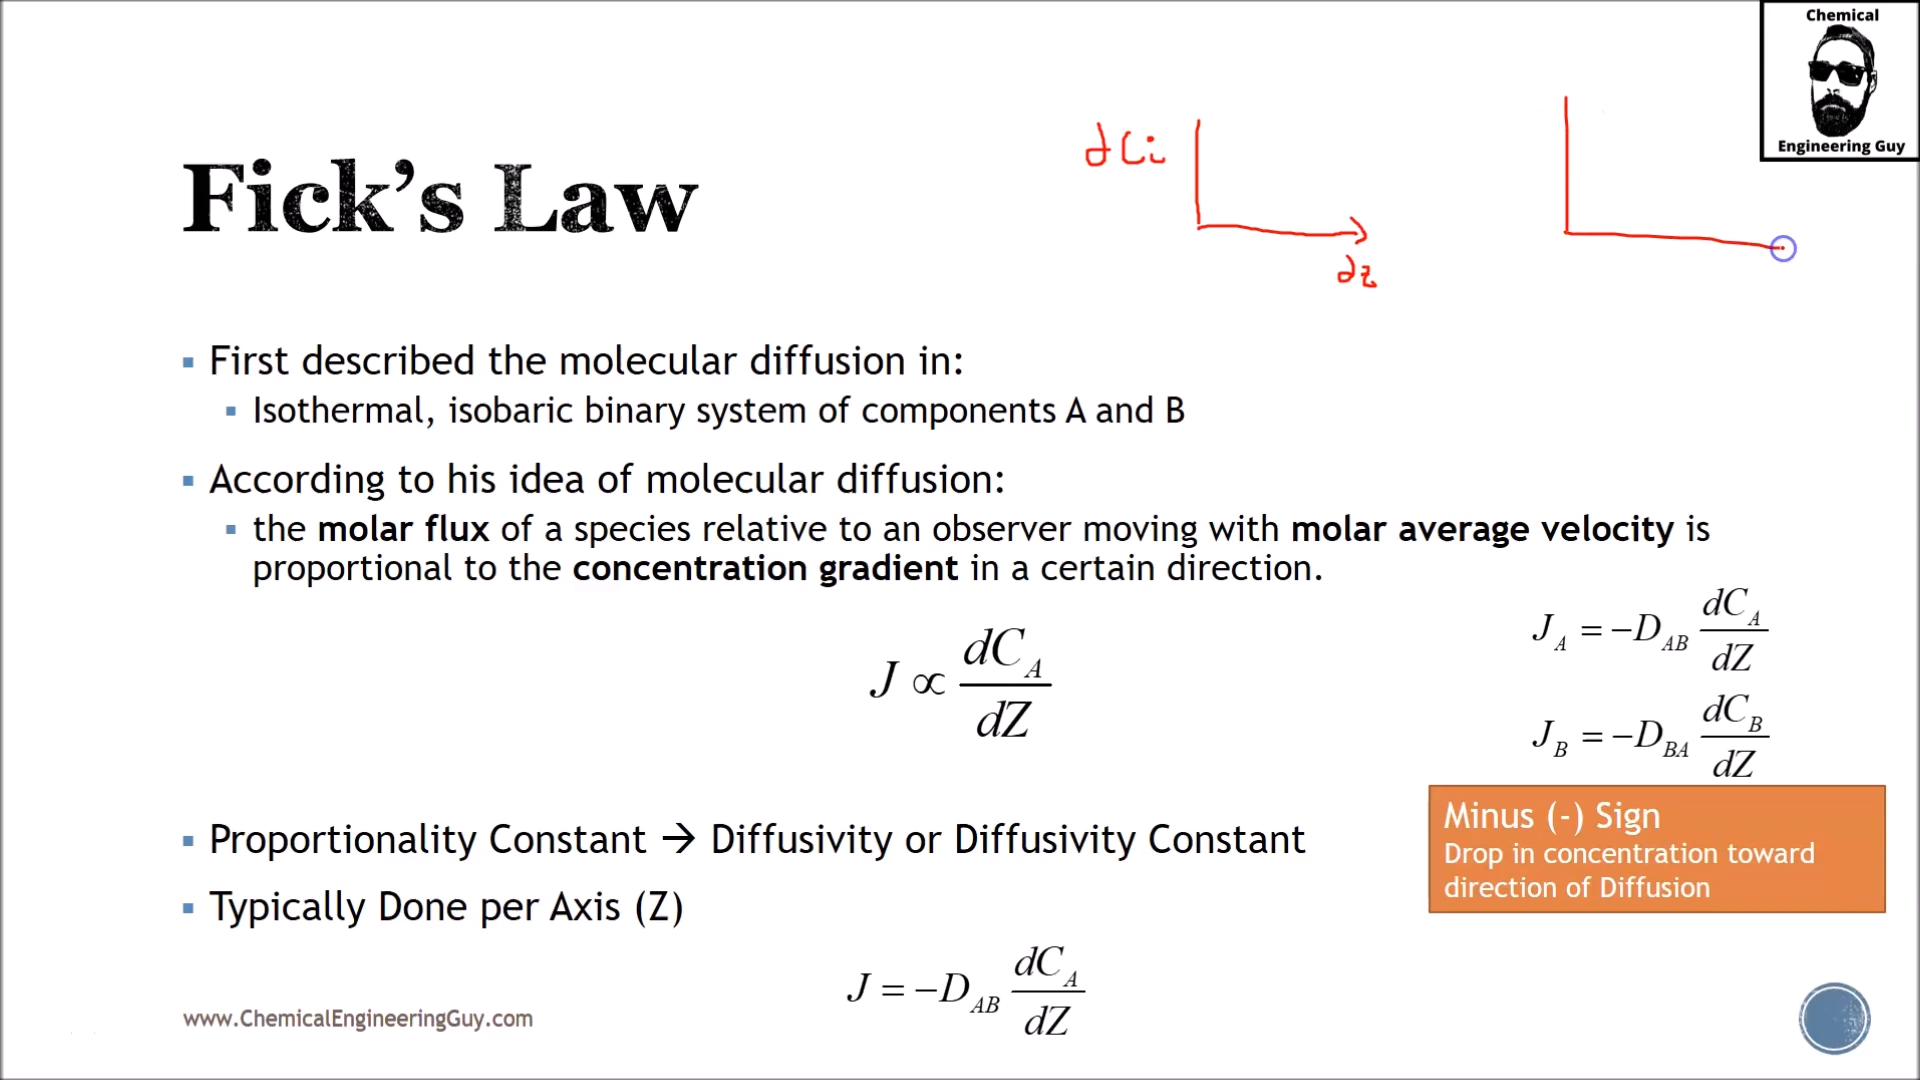 Chemical
Engineering Guy
dCi
dz
Fick's Law
First described the molecular diffusion in:
Isothermal, isobaric binary system of components A and B
According to his idea of molecular diffusion:
the molar flux of a species relative to an observer moving with molar average velocity is
proportional to the concentration gradient in a certain direction.
J ∝ dC_A/dZ
J_A = −D_AB dC_A/dZ
J_B = −D_BA dC_B/dZ
Minus (-) Sign
Drop in concentration toward
direction of Diffusion
Proportionality Constant → Diffusivity or Diffusivity Constant
Typically Done per Axis (Z)
J = −D_AB dC_A/dZ
www.ChemicalEngineeringGuy.com